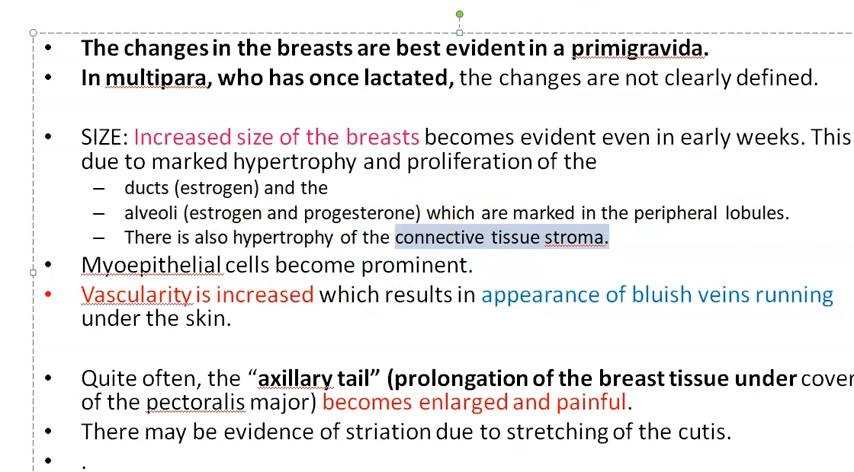 • The changes in the breasts are best evident in a primigravida.
• In multipara, who has once lactated, the changes are not clearly defined.
• SIZE: Increased size of the breasts becomes evident even in early weeks. This
due to marked hypertrophy and proliferation of the
– ducts (estrogen) and the
– alveoli (estrogen and progesterone) which are marked in the peripheral lobules.
– There is also hypertrophy of the connective tissue stroma.
• Myoepithelial cells become prominent.
• Vascularity is increased which results in appearance of bluish veins running
under the skin.
• Quite often, the “axillary tail” (prolongation of the breast tissue under cover
of the pectoralis major) becomes enlarged and painful.
• There may be evidence of striation due to stretching of the cutis.
• .